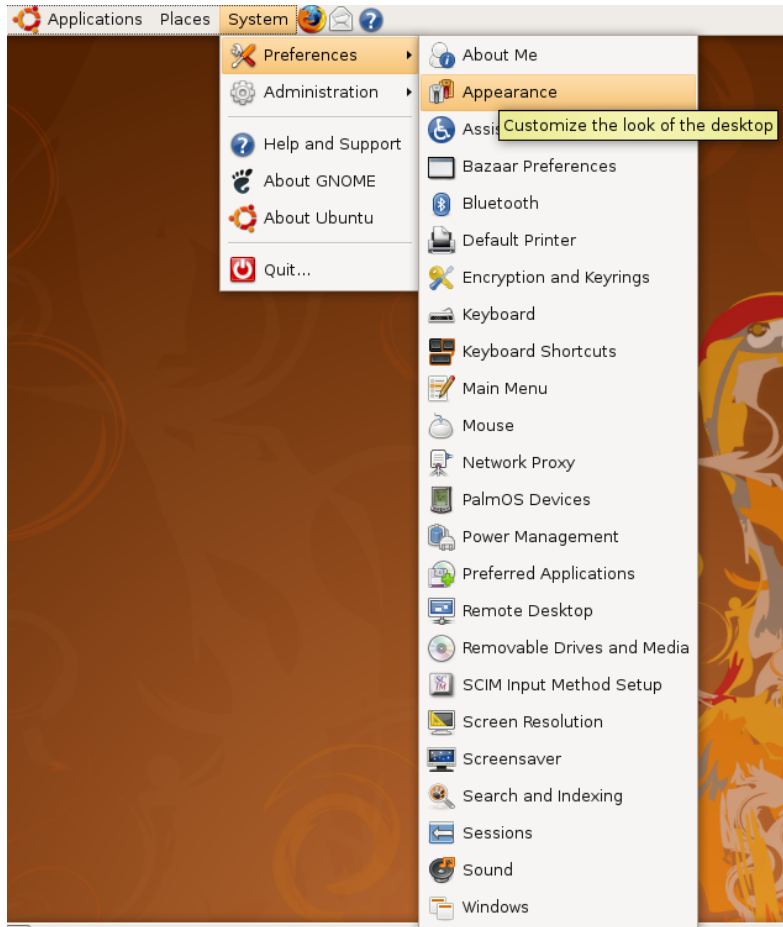 Applications Places System
Preferences
Administration
Help and Support
About GNOME
About Ubuntu
Quit...
About Me
Appearance
Customize the look of the desktop
Assis
Bazaar Preferences
Bluetooth
Default Printer
Encryption and Keyrings
Keyboard
Keyboard Shortcuts
Main Menu
Mouse
Network Proxy
PalmOS Devices
Power Management
Preferred Applications
Remote Desktop
Removable Drives and Media
SCIM Input Method Setup
Screen Resolution
Screensaver
Search and Indexing
Sessions
Sound
Windows